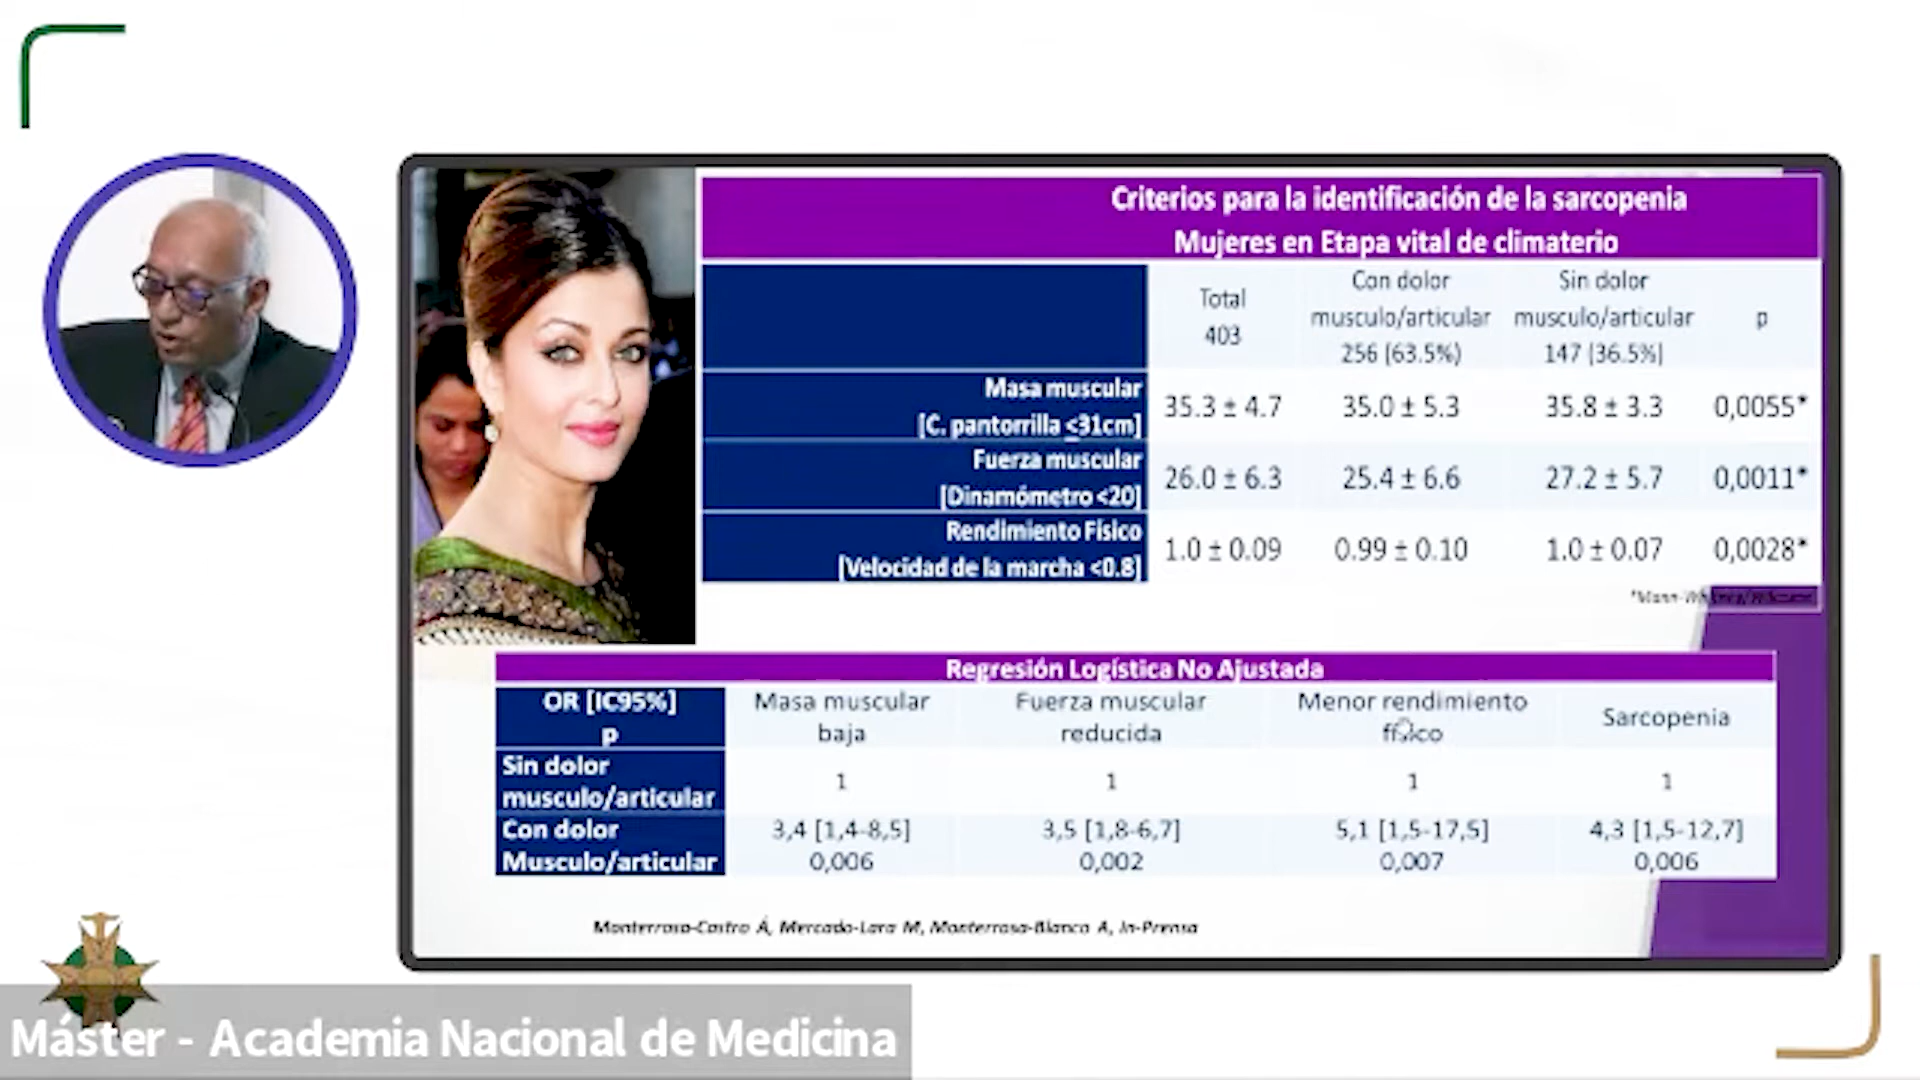 Criterios para la identificación de la sarcopenia
Mujeres en Etapa vital de climaterio
Total
403
Con dolor
musculo/articular
256 (63.5%)
Sin dolor
musculo/articular
147 (36.5%)
p
Masa muscular
[C. pantorrilla ≤31cm]
35.3 ± 4.7
35.0 ± 5.3
35.8 ± 3.3
0,0055*
Fuerza muscular
[Dinamómetro <20]
26.0 ± 6.3
25.4 ± 6.6
27.2 ± 5.7
0,0011*
Rendimiento Físico
[Velocidad de la marcha <0.8]
1.0 ± 0.09
0.99 ± 0.10
1.0 ± 0.07
0,0028*
Regresión Logística No Ajustada
OR [IC95%]
p
Masa muscular
baja
Fuerza muscular
reducida
Menor rendimiento
físico
Sarcopenia
Sin dolor
musculo/articular
1
1
1
1
Con dolor
Musculo/articular
3,4 [1,4-8,5]
0,006
3,5 [1,8-6,7]
0,002
5,1 [1,5-17,5]
0,007
4,3 [1,5-12,7]
0,006
Monterrosa-Castro Á, Mercado-Lara M, Monterrosa-Blanco A, In-Prensa
Máster - Academia Nacional de Medicina